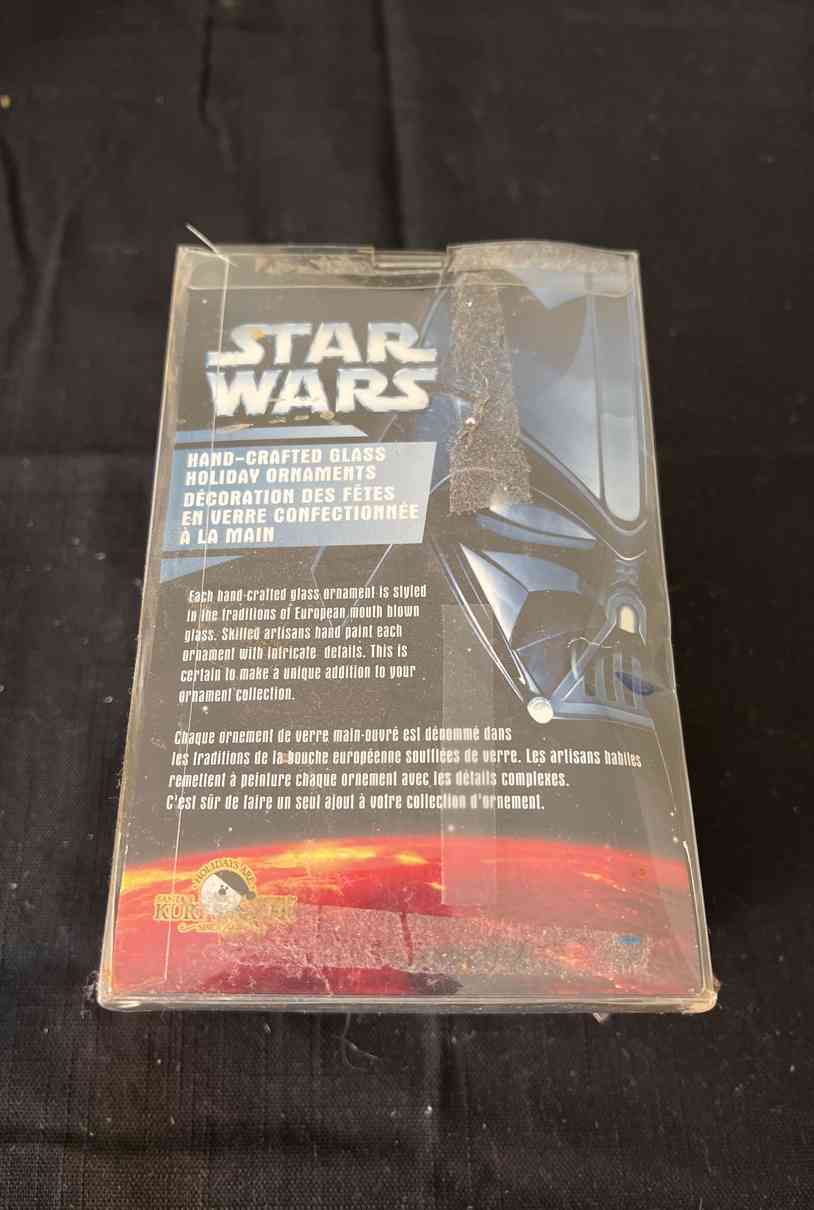 STAR
WARS
HAND-CRAFTED GLASS
HOLIDAY ORNAMENTS
DÉCORATION DES FÊTES
EN VERRE CONFECTIONNÉE
À LA MAIN
Each hand-crafted glass ornament is styled
in the traditions of European mouth blown
glass. Skilled artisans hand paint each
ornament with intricate details. This is
certain to make a unique addition to your
ornament collection.
Chaque ornement de verre main-ouvré est dénommé dans
les traditions de la bouche européenne soufflées de verre. Les artisans habiles
remettent à peinture chaque ornement avec les détails complexes.
C'est sûr de faire un seul ajout à votre collection d'ornement.
HOLIDAYS ARE
KURT